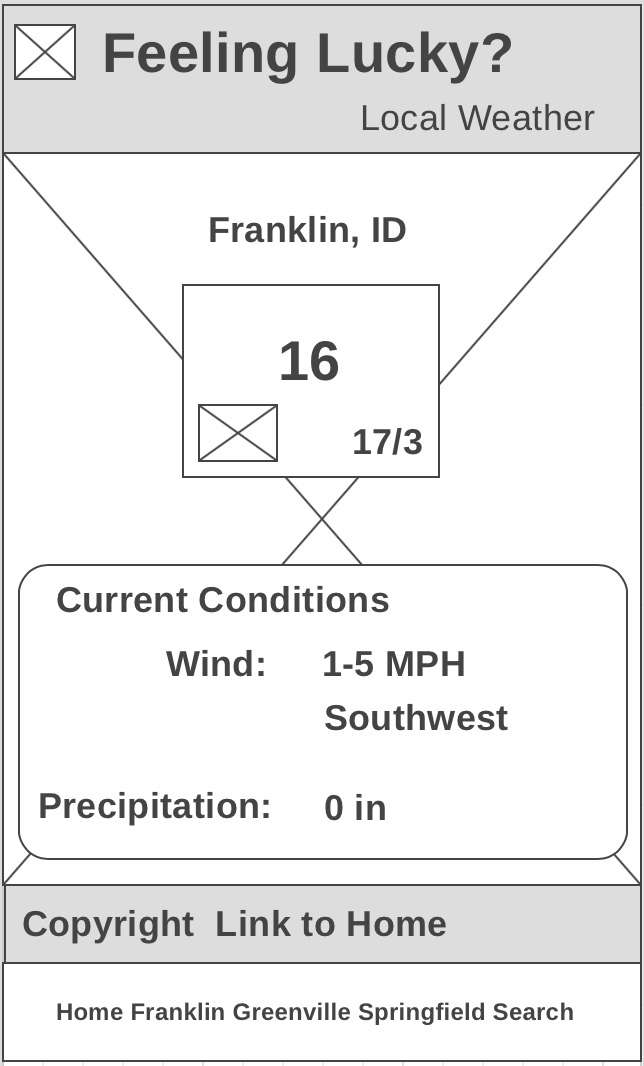 Feeling Lucky?
Local Weather
Franklin, ID
16
17/3
Current Conditions
Wind: 1-5 MPH
Southwest
Precipitation: 0 in
Copyright Link to Home
Home Franklin Greenville Springfield Search